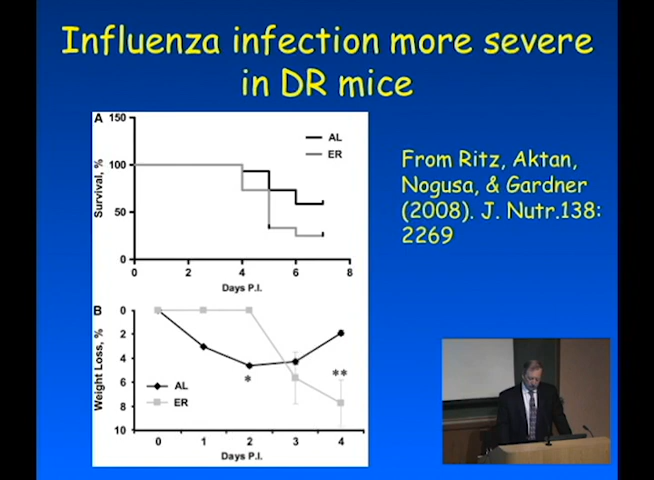 Influenza infection more severe
in DR mice
A
150
100
50
0
Survival, %
AL
ER
0 2 4 6 8
Days P.I.
From Ritz, Aktan,
Nogusa, & Gardner
(2008). J. Nutr.138:
2269
B
0
2
4
6
8
10
Weight Loss, %
AL
ER
*
**
0 1 2 3 4
Days P.I.